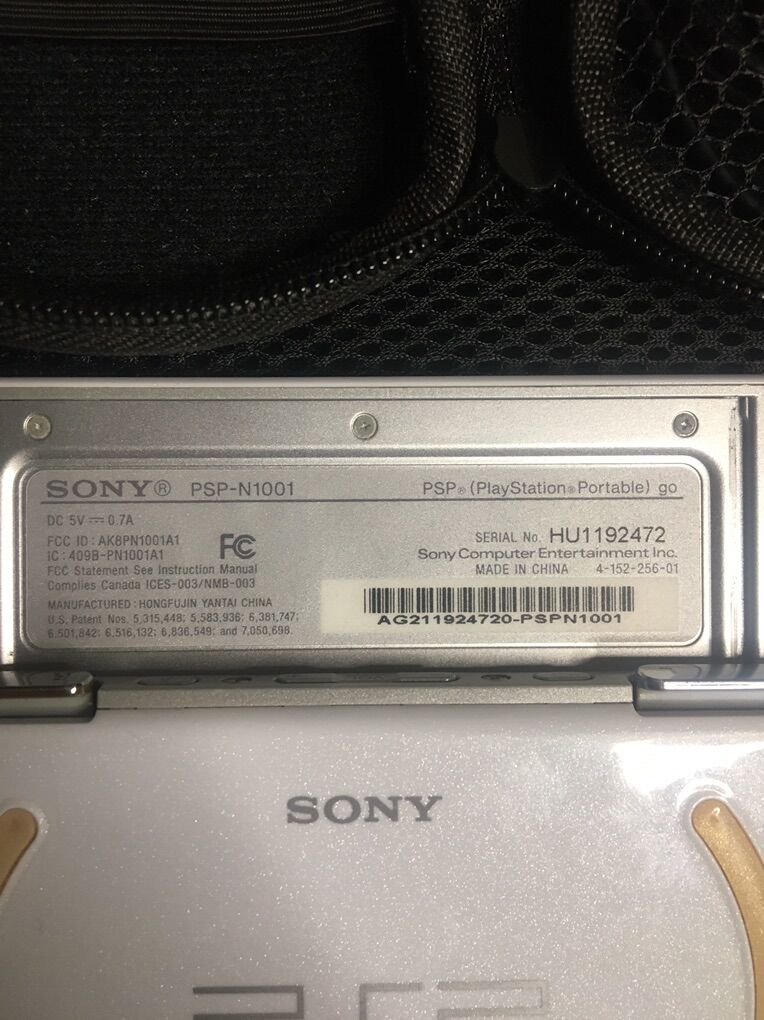 SONY® PSP-N1001 PSP® (PlayStation®Portable) go
DC 5V ⎓ 0.7A
FCC ID : AK8PN1001A1
IC : 409B-PN1001A1
FC
FCC Statement See Instruction Manual
Complies Canada ICES-003/NMB-003
MANUFACTURED : HONGFUJIN YANTAI CHINA
U.S. Patent Nos. 5,315,448; 5,583,936; 6,381,747;
6,501,842; 6,516,132; 6,836,549; and 7,050,698.
SERIAL No. HU1192472
Sony Computer Entertainment Inc.
MADE IN CHINA 4-152-256-01
AG211924720-PSPN1001
SONY